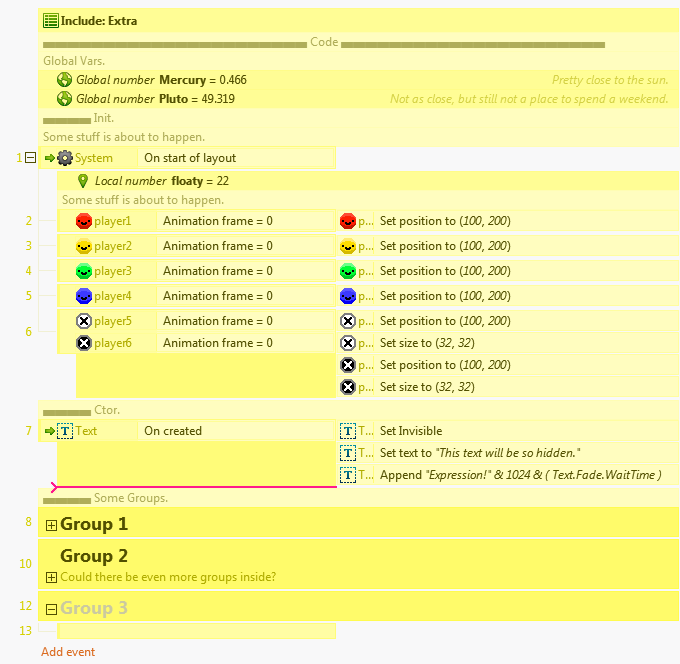 Include: Extra
Code
Global Vars.
Global number Mercury = 0.466 Pretty close to the sun.
Global number Pluto = 49.319 Not as close, but still not a place to spend a weekend.
Init.
Some stuff is about to happen.
1 System On start of layout
Local number floaty = 22
Some stuff is about to happen.
2 player1 Animation frame = 0 p... Set position to (100, 200)
3 player2 Animation frame = 0 p... Set position to (100, 200)
4 player3 Animation frame = 0 p... Set position to (100, 200)
5 player4 Animation frame = 0 p... Set position to (100, 200)
6 player5 Animation frame = 0 p... Set position to (100, 200)
player6 Animation frame = 0 p... Set size to (32, 32)
p... Set position to (100, 200)
p... Set size to (32, 32)
Ctor.
7 T Text On created T T... Set Invisible
T T... Set text to "This text will be so hidden."
T T... Append "Expression!" & 1024 & ( Text.Fade.WaitTime )
Some Groups.
8 Group 1
10 Group 2
Could there be even more groups inside?
12 Group 3
13
Add event